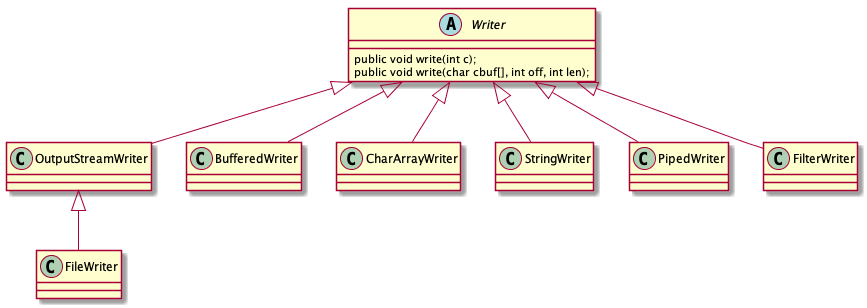 A Writer
public void write(int c);
public void write(char cbuf[], int off, int len);
C OutputStreamWriter
C BufferedWriter
C CharArrayWriter
C StringWriter
C PipedWriter
C FilterWriter
C FileWriter